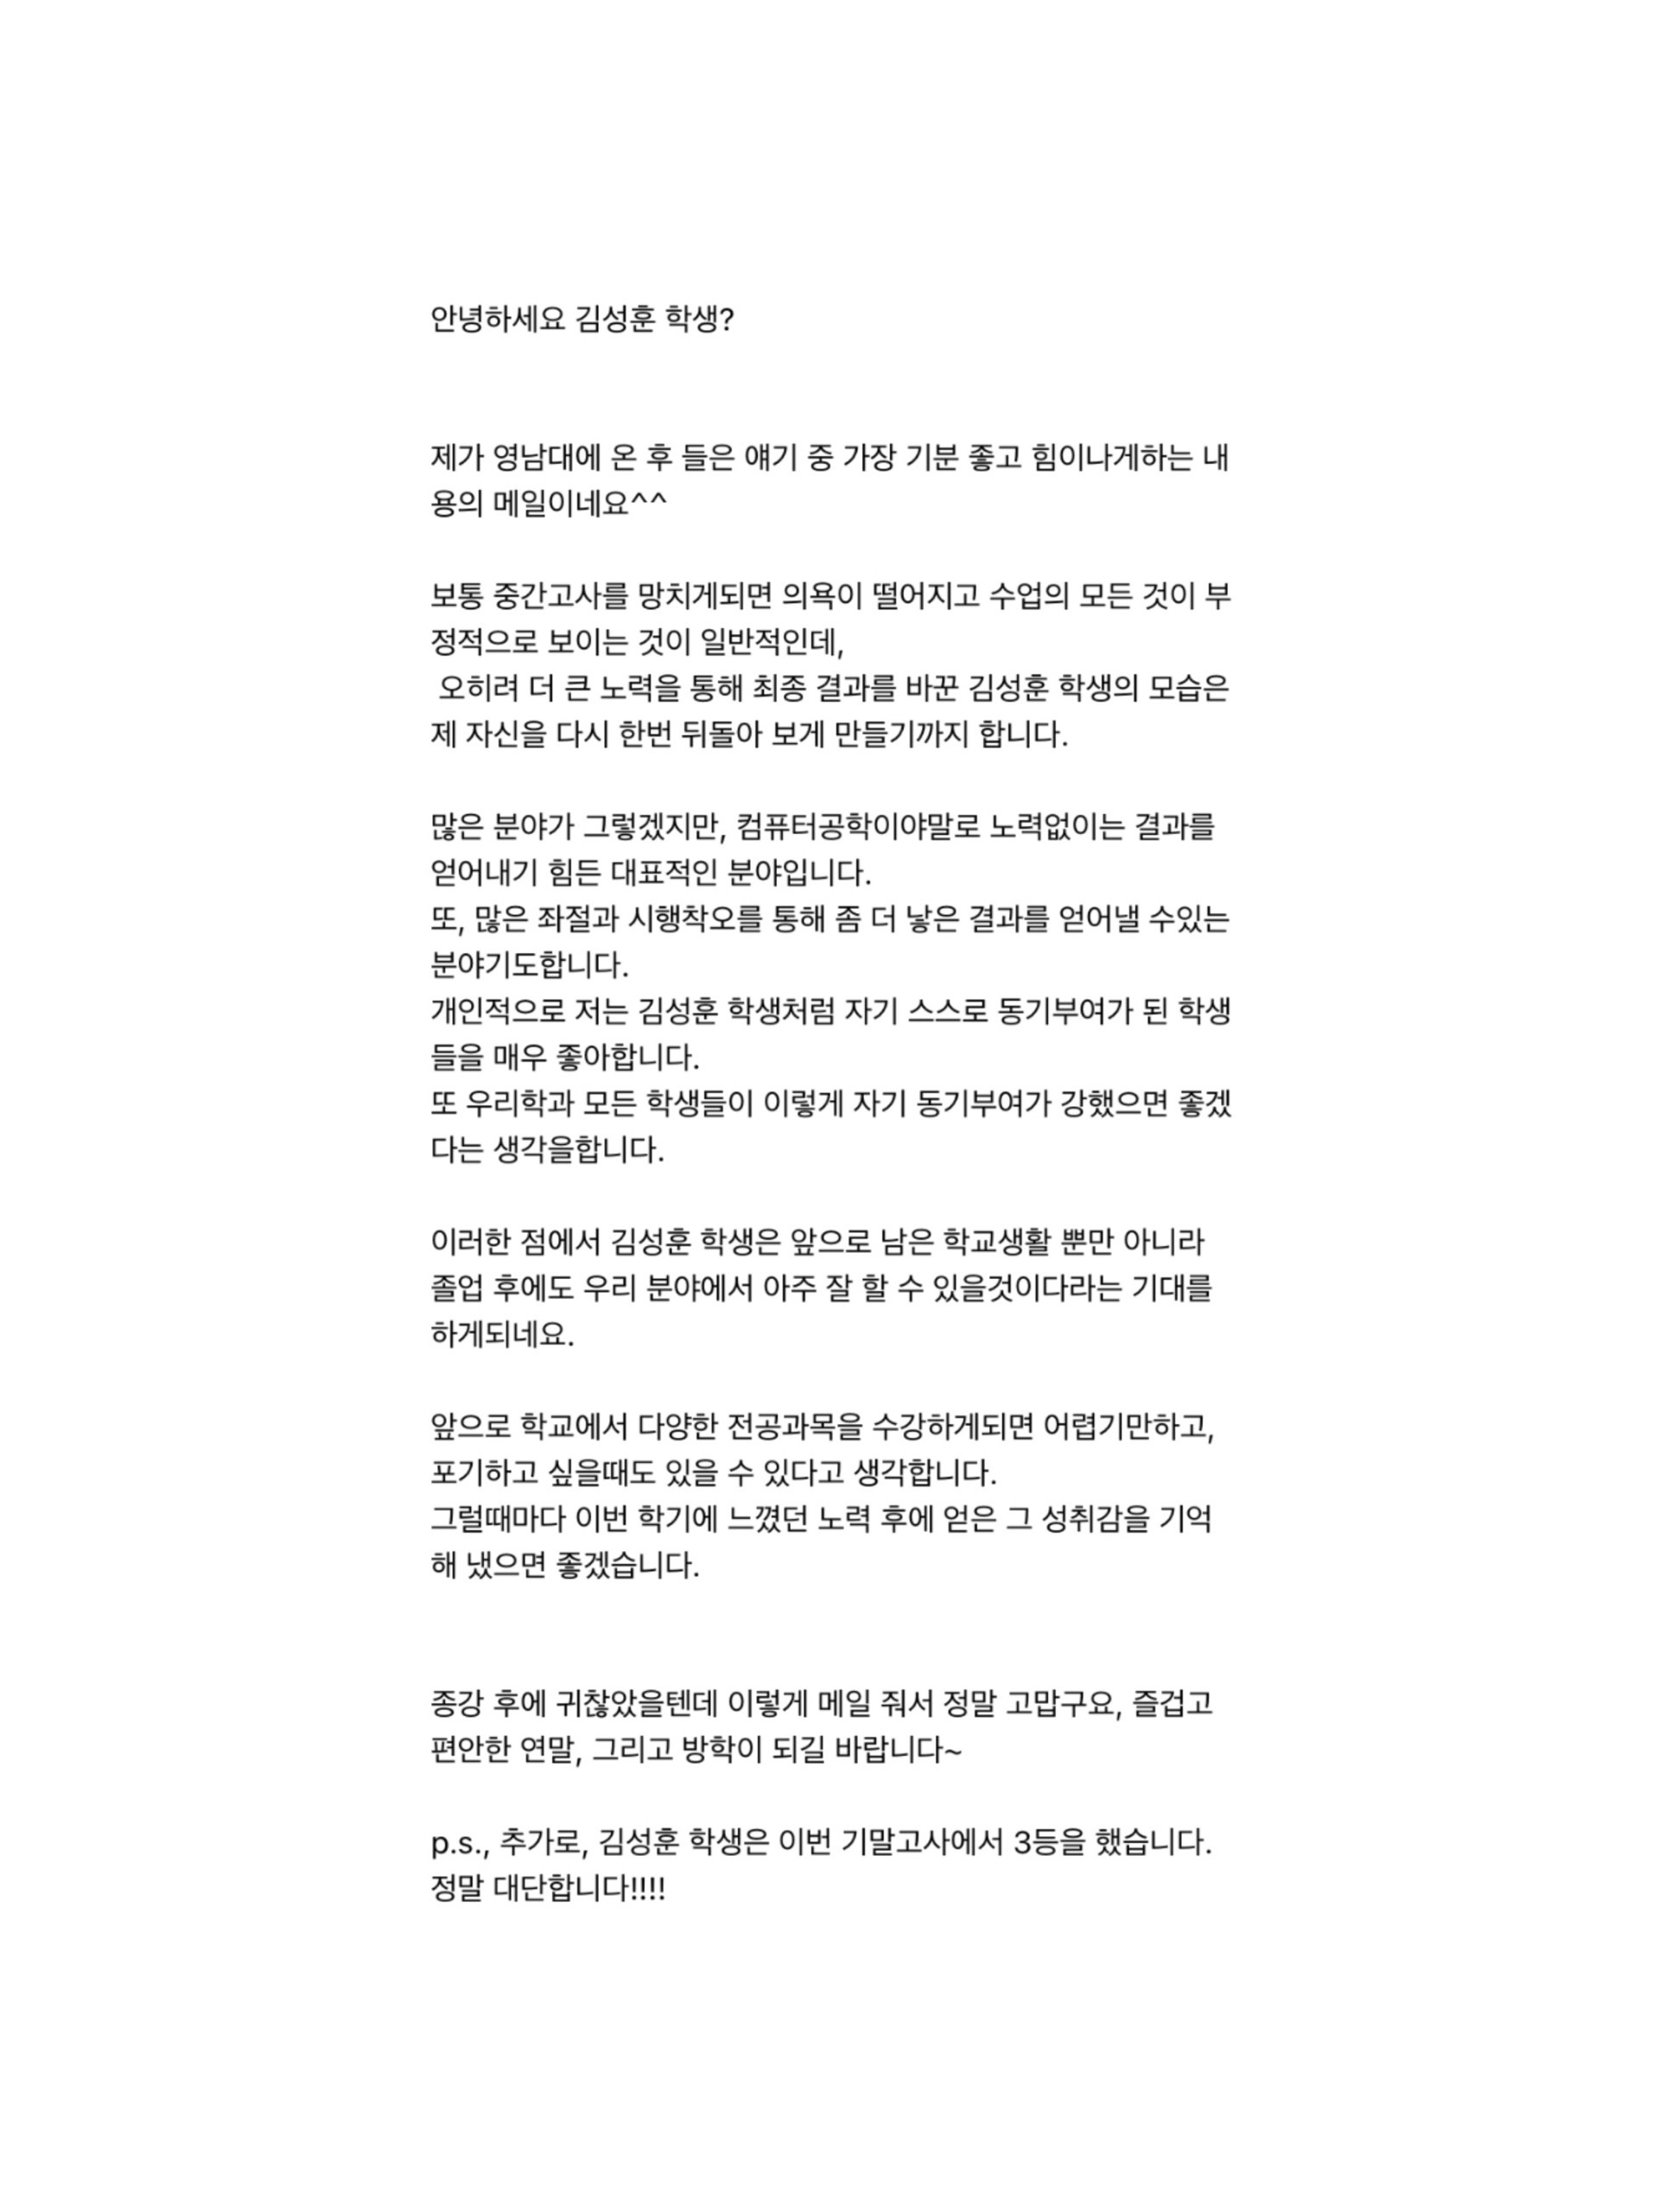 안녕하세요 김성훈 학생?
제가 영남대에 온 후 들은 얘기 중 가장 기분 좋고 힘이나게하는 내
용의 메일이네요^^
보통 중간고사를 망치게되면 의욕이 떨어지고 수업의 모든 것이 부
정적으로 보이는 것이 일반적인데,
오히려 더 큰 노력을 통해 최종 결과를 바꾼 김성훈 학생의 모습은
제 자신을 다시 한번 뒤돌아 보게 만들기까지 합니다.
많은 분야가 그렇겠지만, 컴퓨터공학이야말로 노력없이는 결과를
얻어내기 힘든 대표적인 분야입니다.
또, 많은 좌절과 시행착오를 통해 좀 더 낳은 결과를 얻어낼 수있는
분야기도합니다.
개인적으로 저는 김성훈 학생처럼 자기 스스로 동기부여가 된 학생
들을 매우 좋아합니다.
또 우리학과 모든 학생들이 이렇게 자기 동기부여가 강했으면 좋겠
다는 생각을합니다.
이러한 점에서 김성훈 학생은 앞으로 남은 학교생활 뿐만 아니라
졸업 후에도 우리 분야에서 아주 잘 할 수 있을것이다라는 기대를
하게되네요.
앞으로 학교에서 다양한 전공과목을 수강하게되면 어렵기만하고,
포기하고 싶을때도 있을 수 있다고 생각합니다.
그럴때마다 이번 학기에 느꼈던 노력 후에 얻은 그 성취감을 기억
해 냈으면 좋겠습니다.
종강 후에 귀찮았을텐데 이렇게 메일 줘서 정말 고맙구요, 즐겁고
편안한 연말, 그리고 방학이 되길 바랍니다~
p.s., 추가로, 김성훈 학생은 이번 기말고사에서 3등을 했습니다.
정말 대단합니다!!!!